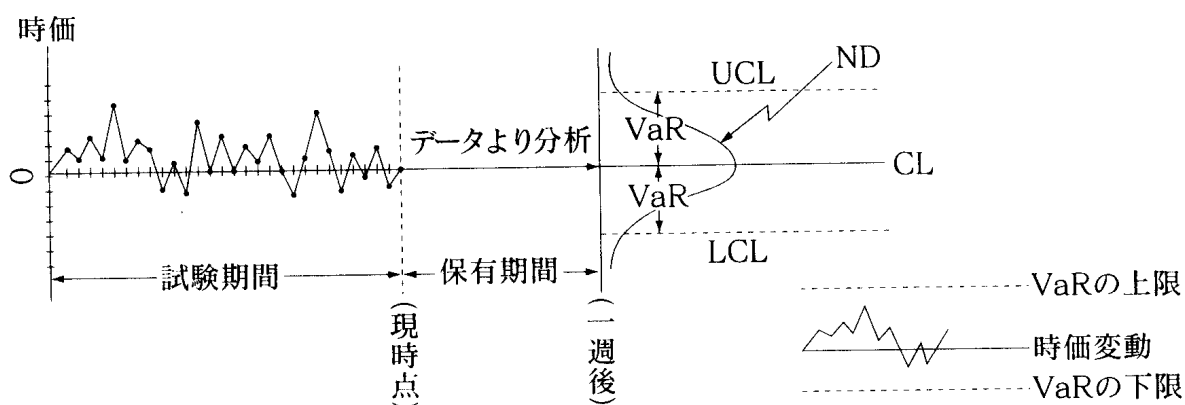 時価
0
試験期間
(現時点)
データより分析
保有期間
(一週後)
UCL
ND
VaR
CL
VaR
LCL
VaRの上限
時価変動
VaRの下限